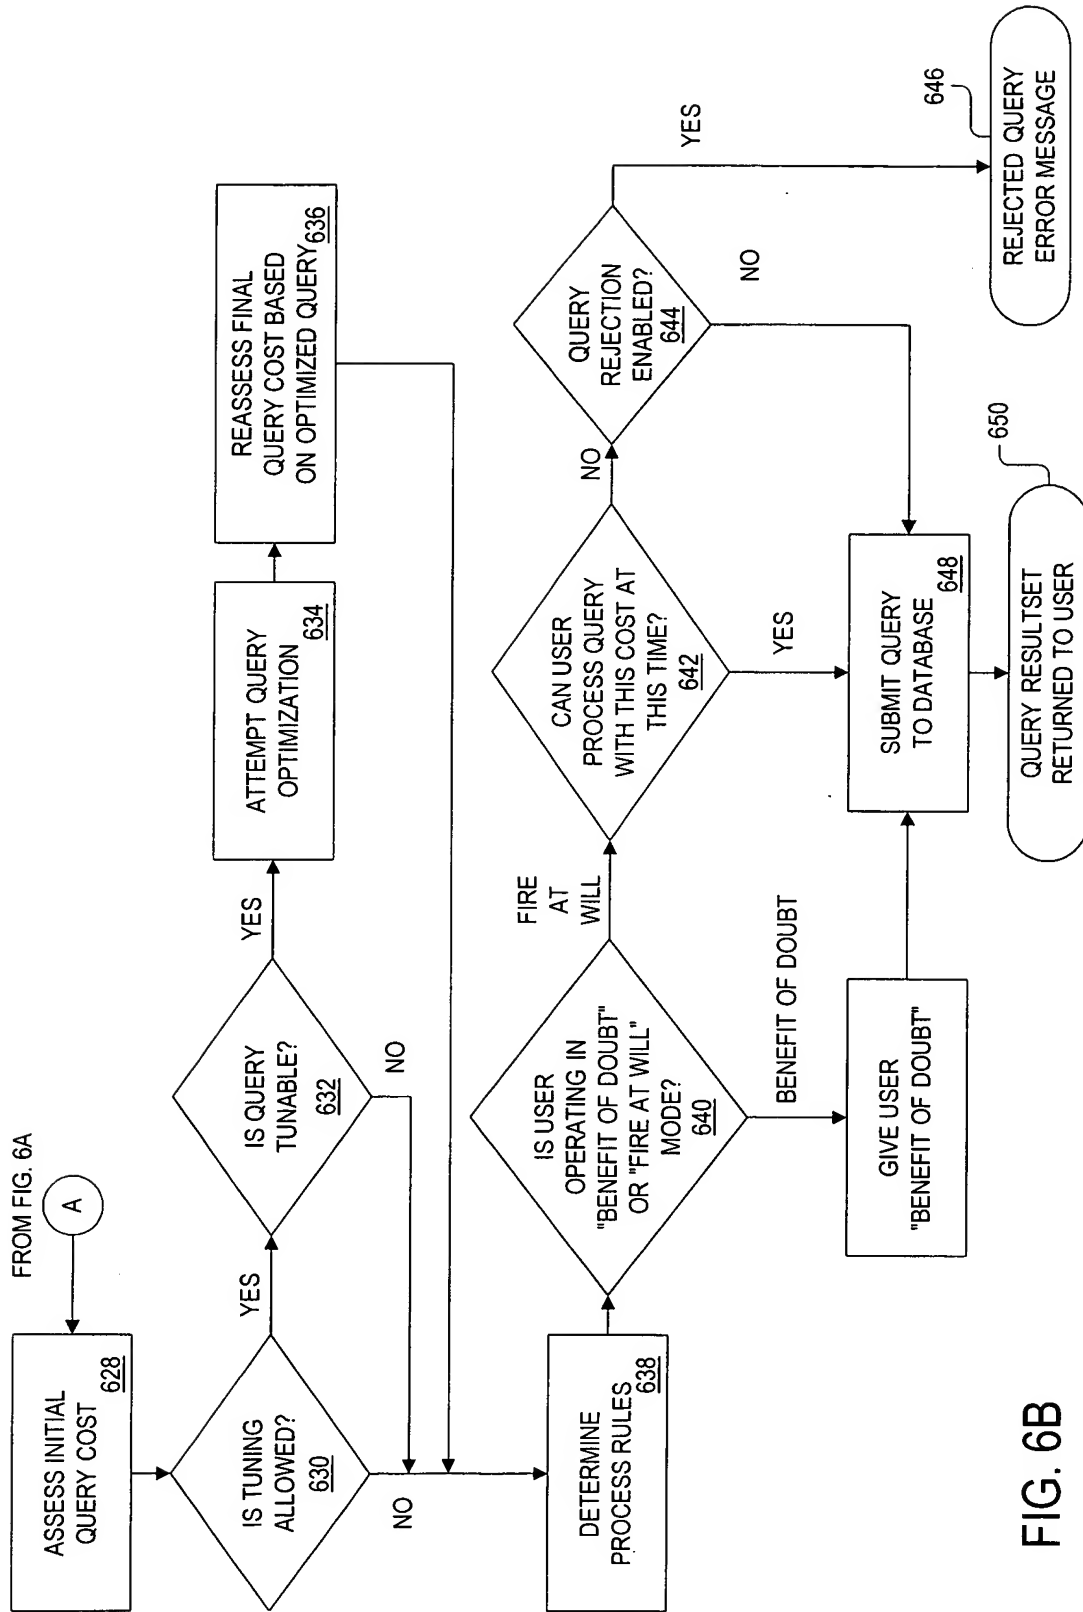 FROM FIG. 6A
A
ASSESS INITIAL
QUERY COST
628
IS TUNING
ALLOWED?
630
YES
NO
IS QUERY
TUNABLE?
632
YES
NO
ATTEMPT QUERY
OPTIMIZATION
634
REASSESS FINAL
QUERY COST BASED
ON OPTIMIZED QUERY
636
DETERMINE
PROCESS RULES
638
IS USER
OPERATING IN
"BENEFIT OF DOUBT"
OR "FIRE AT WILL"
MODE?
640
FIRE
AT
WILL
BENEFIT OF DOUBT
CAN USER
PROCESS QUERY
WITH THIS COST AT
THIS TIME?
642
NO
YES
QUERY
REJECTION
ENABLED?
644
YES
NO
GIVE USER
"BENEFIT OF DOUBT"
SUBMIT QUERY
TO DATABASE
648
646
REJECTED QUERY
ERROR MESSAGE
650
QUERY RESULTSET
RETURNED TO USER
FIG. 6B